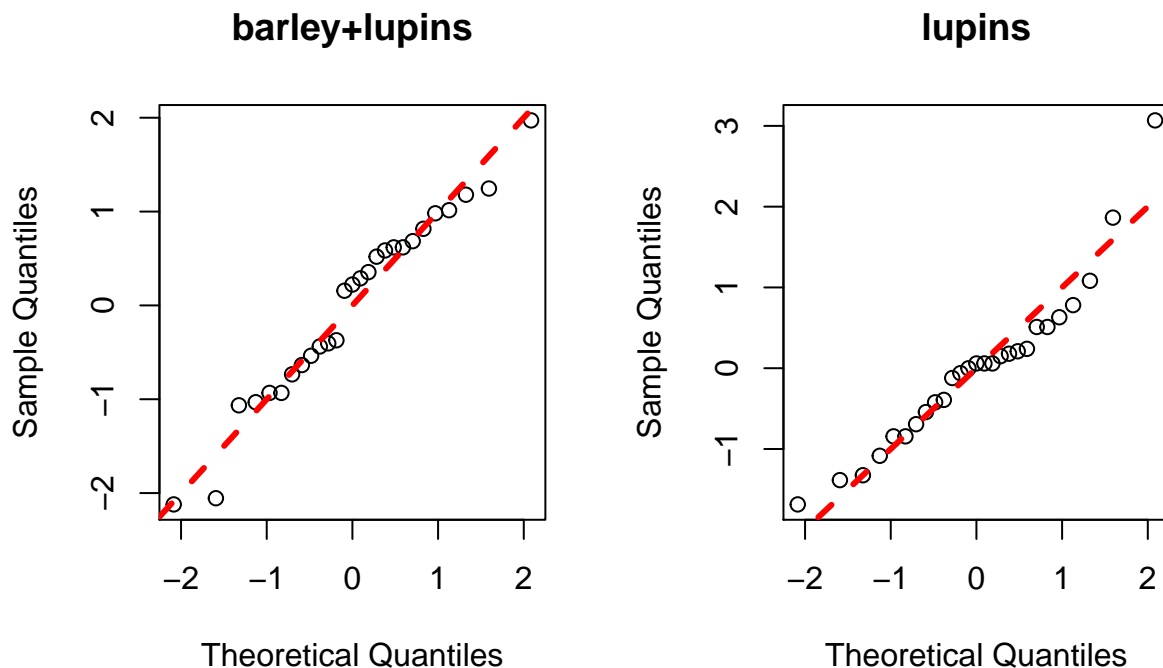 barley+lupins
Sample Quantiles
2
1
0
−1
−2
−2 −1 0 1 2
Theoretical Quantiles
lupins
Sample Quantiles
3
2
1
0
−1
−2 −1 0 1 2
Theoretical Quantiles